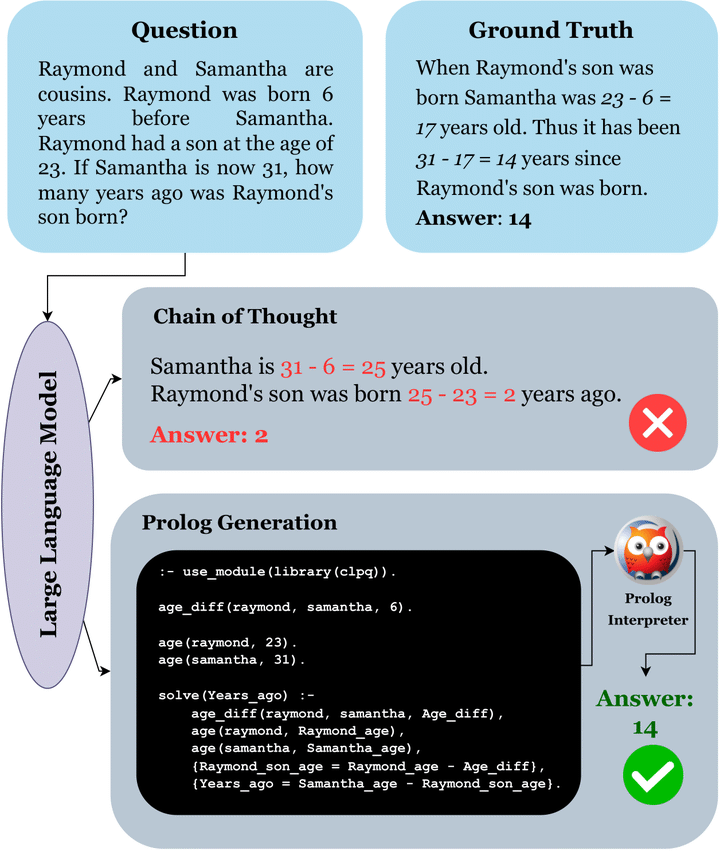 Question
Raymond and Samantha are
cousins. Raymond was born 6
years before Samantha.
Raymond had a son at the age of
23. If Samantha is now 31, how
many years ago was Raymond's
son born?
Ground Truth
When Raymond's son was
born Samantha was 23 - 6 =
17 years old. Thus it has been
31 - 17 = 14 years since
Raymond's son was born.
Answer: 14
Large Language Model
Chain of Thought
Samantha is 31 - 6 = 25 years old.
Raymond's son was born 25 - 23 = 2 years ago.
Answer: 2
Prolog Generation
:- use_module(library(clpq)).
age_diff(raymond, samantha, 6).
age(raymond, 23).
age(samantha, 31).
solve(Years_ago) :-
age_diff(raymond, samantha, Age_diff),
age(raymond, Raymond_age),
age(samantha, Samantha_age),
{Raymond_son_age = Raymond_age - Age_diff},
{Years_ago = Samantha_age - Raymond_son_age}.
Prolog
Interpreter
Answer:
14